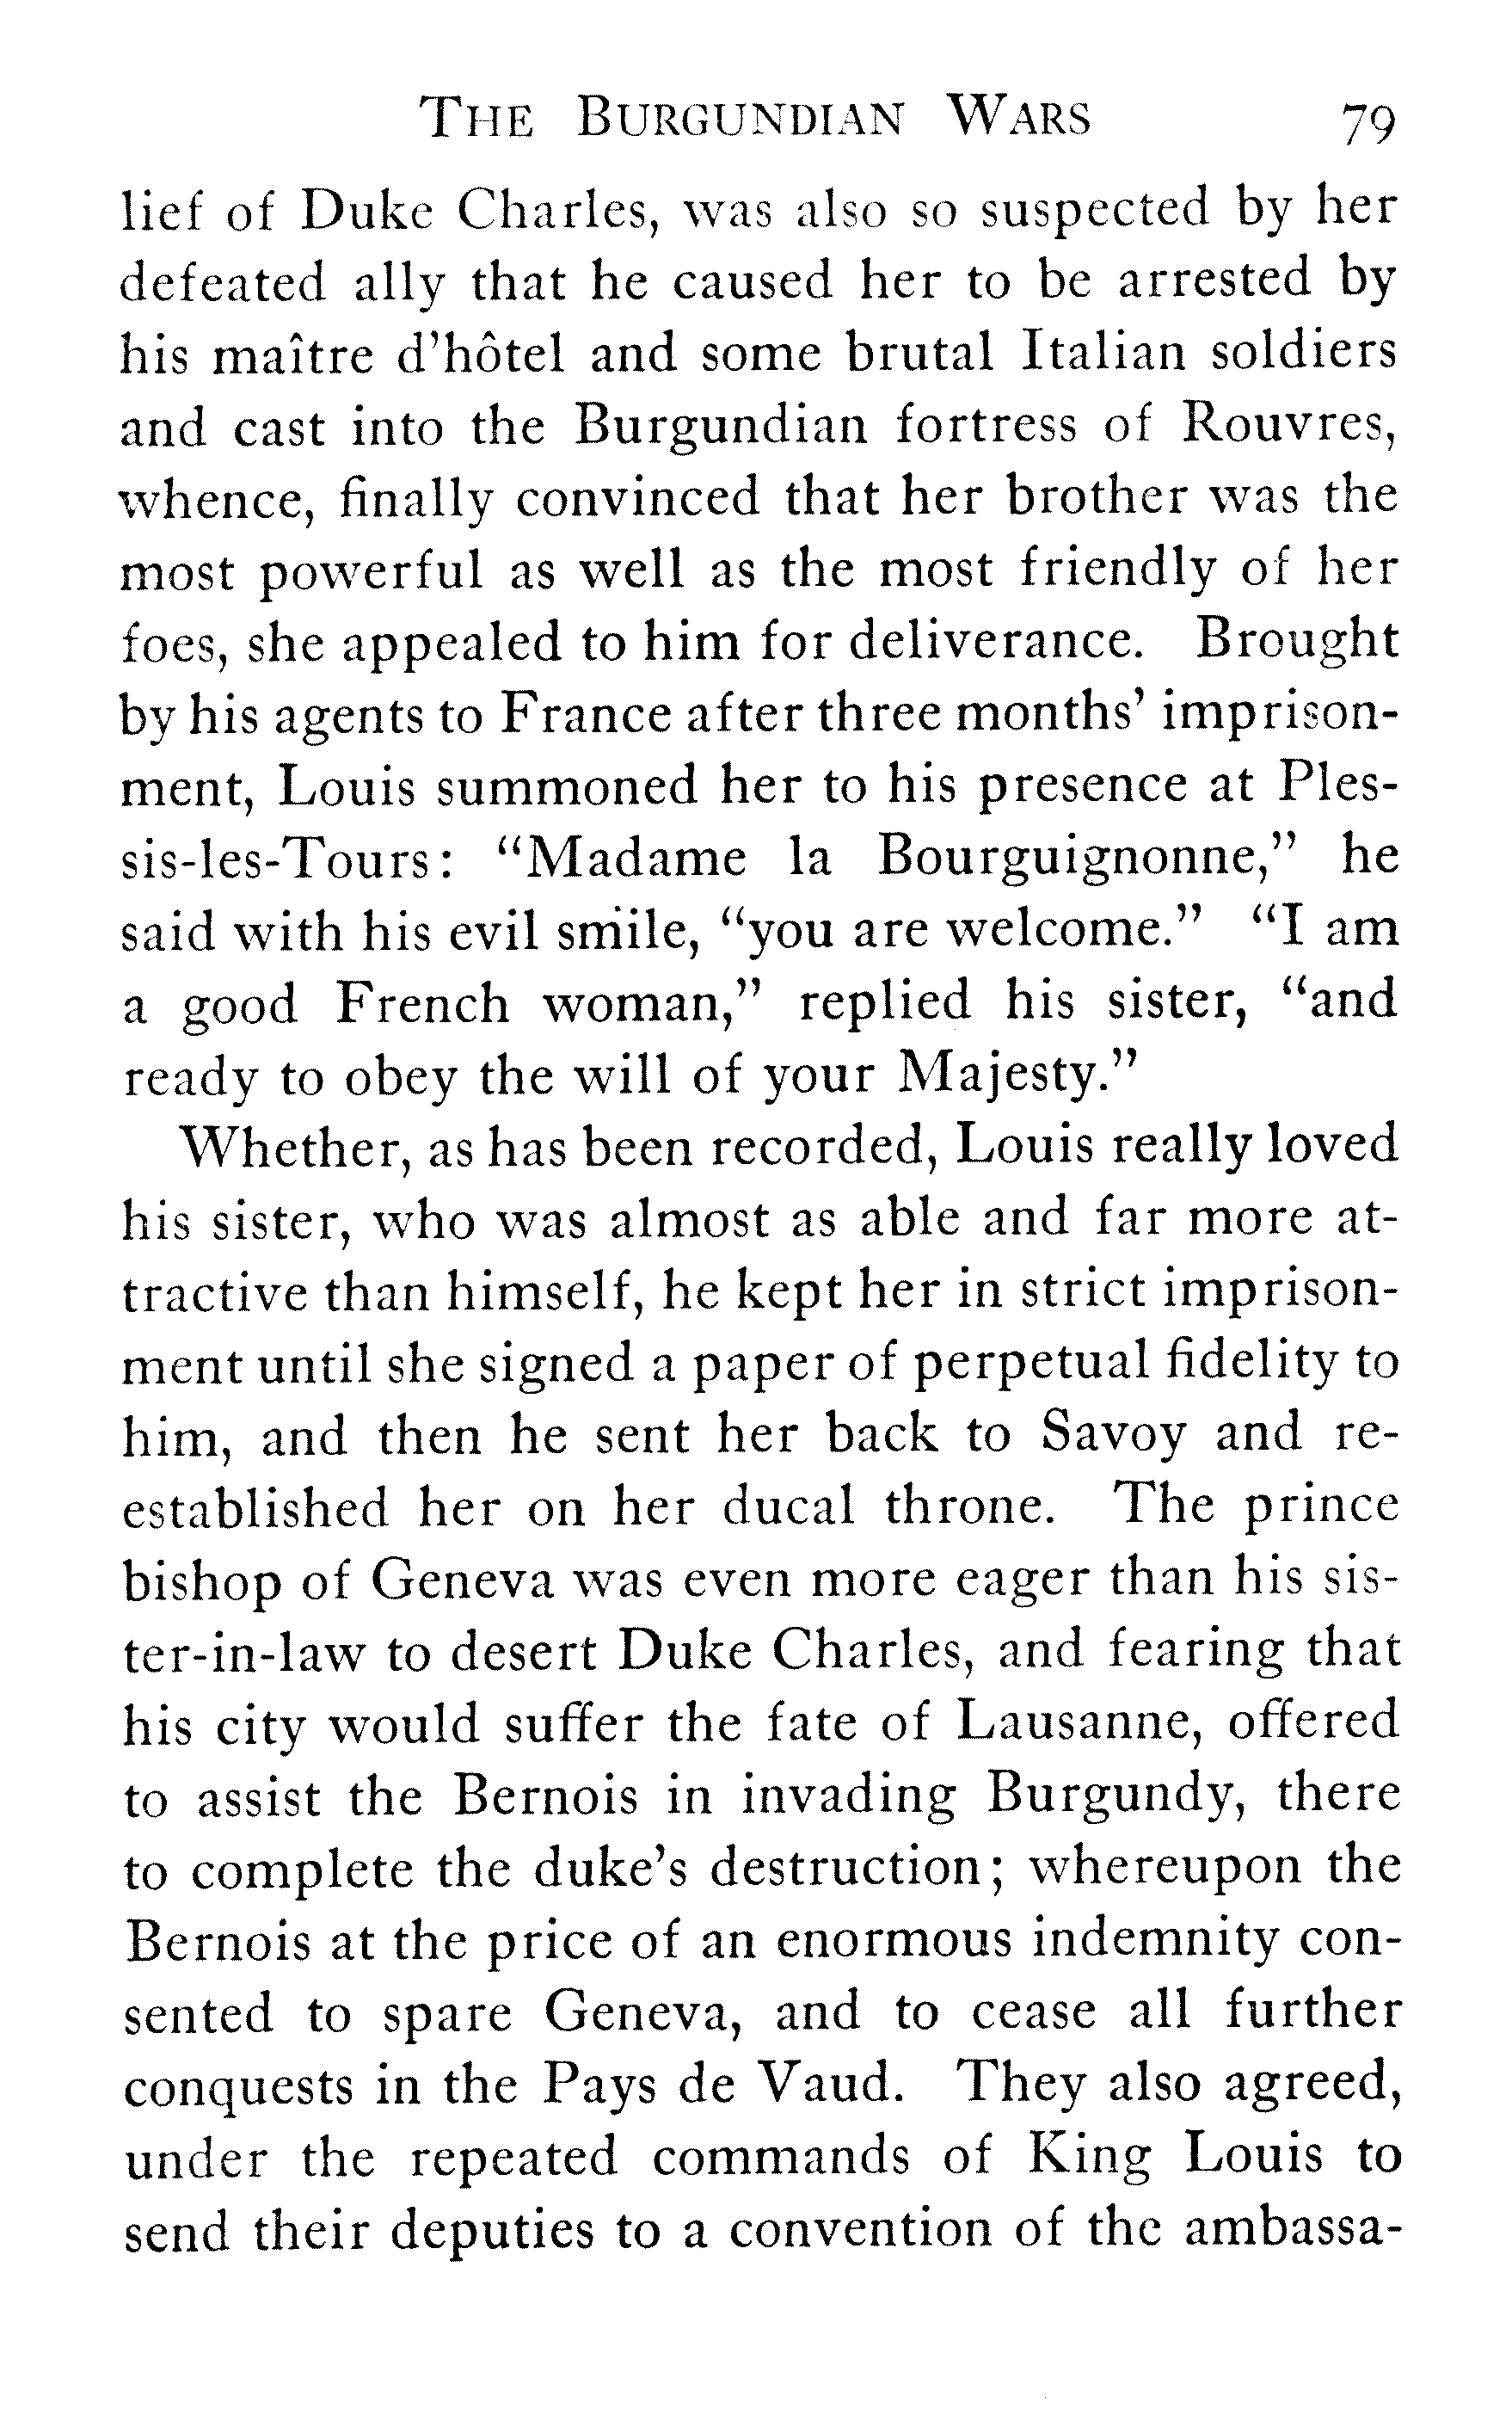 THE BURGUNDIAN WARS 79
lief of Duke Charles, was also so suspected by her
defeated ally that he caused her to be arrested by
his maître d'hôtel and some brutal Italian soldiers
and cast into the Burgundian fortress of Rouvres,
whence, finally convinced that her brother was the
most powerful as well as the most friendly of her
foes, she appealed to him for deliverance. Brought
by his agents to France after three months' imprison-
ment, Louis summoned her to his presence at Ples-
sis-les-Tours: "Madame la Bourguignonne," he
said with his evil smile, "you are welcome." "I am
a good French woman," replied his sister, "and
ready to obey the will of your Majesty."
Whether, as has been recorded, Louis really loved
his sister, who was almost as able and far more at-
tractive than himself, he kept her in strict imprison-
ment until she signed a paper of perpetual fidelity to
him, and then he sent her back to Savoy and re-
established her on her ducal throne. The prince
bishop of Geneva was even more eager than his sis-
ter-in-law to desert Duke Charles, and fearing that
his city would suffer the fate of Lausanne, offered
to assist the Bernois in invading Burgundy, there
to complete the duke's destruction; whereupon the
Bernois at the price of an enormous indemnity con-
sented to spare Geneva, and to cease all further
conquests in the Pays de Vaud. They also agreed,
under the repeated commands of King Louis to
send their deputies to a convention of the ambassa-